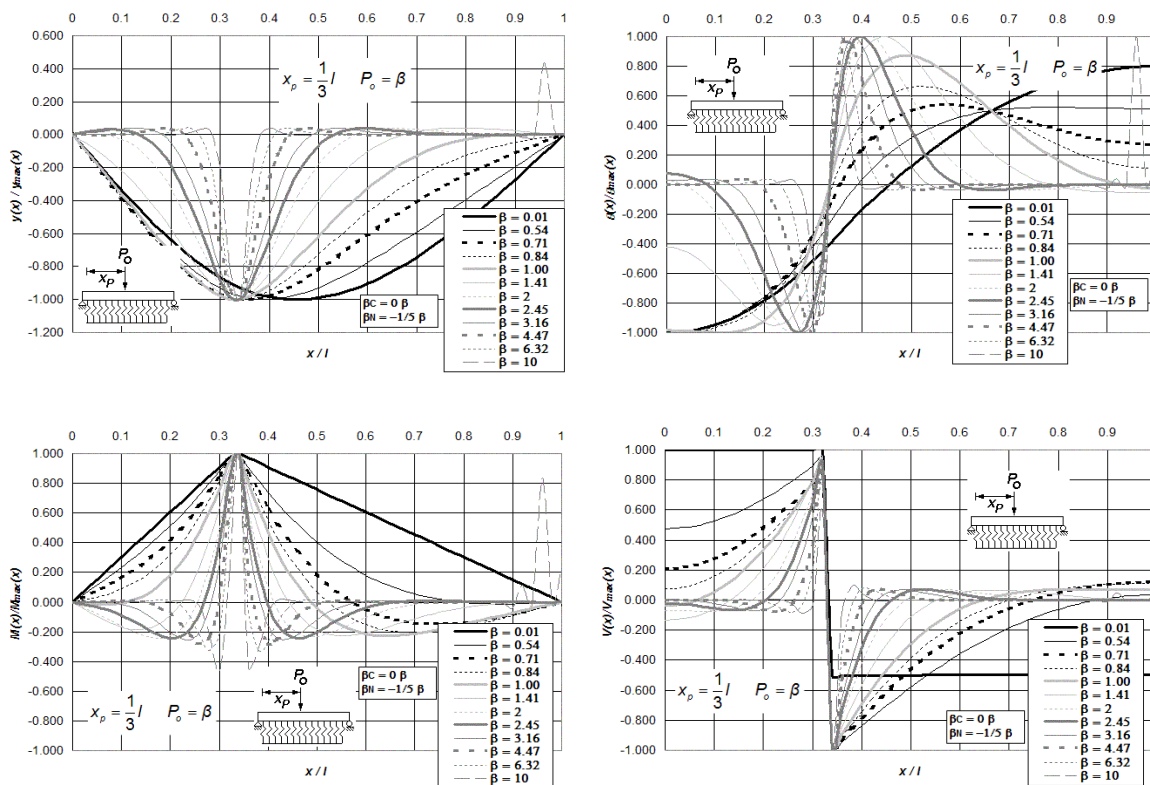 0 0.1 0.2 0.3 0.4 0.5 0.6 0.7 0.8 0.9 1
0.600
0.400
0.200
0.000
-0.200
-0.400
-0.600
-0.800
-1.000
-1.200
y(x) / ymax(x)
x / l
xp = 1/3 l Po = β
Po
xP
βC = 0 β
βN = −1/5 β
β = 0.01
β = 0.54
β = 0.71
β = 0.84
β = 1.00
β = 1.41
β = 2
β = 2.45
β = 3.16
β = 4.47
β = 6.32
β = 10
0 0.1 0.2 0.3 0.4 0.5 0.6 0.7 0.8 0.9
1.000
0.800
0.600
0.400
0.200
0.000
-0.200
-0.400
-0.600
-0.800
-1.000
x / l
xp = 1/3 l Po = β
Po
xP
βC = 0 β
βN = −1/5 β
β = 0.01
β = 0.54
β = 0.71
β = 0.84
β = 1.00
β = 1.41
β = 2
β = 2.45
β = 3.16
β = 4.47
β = 6.32
β = 10
0 0.1 0.2 0.3 0.4 0.5 0.6 0.7 0.8 0.9 1
1.000
0.800
0.600
0.400
0.200
0.000
-0.200
-0.400
-0.600
-0.800
-1.000
M(x)/Mmax(x)
x / l
xp = 1/3 l Po = β
Po
xP
βC = 0 β
βN = −1/5 β
β = 0.01
β = 0.54
β = 0.71
β = 0.84
β = 1.00
β = 1.41
β = 2
β = 2.45
β = 3.16
β = 4.47
β = 6.32
β = 10
0 0.1 0.2 0.3 0.4 0.5 0.6 0.7 0.8 0.9
1.000
0.800
0.600
0.400
0.200
0.000
-0.200
-0.400
-0.600
-0.800
-1.000
V(x)/Vmax(x)
x / l
xp = 1/3 l Po = β
Po
xP
βC = 0 β
βN = −1/5 β
β = 0.01
β = 0.54
β = 0.71
β = 0.84
β = 1.00
β = 1.41
β = 2
β = 2.45
β = 3.16
β = 4.47
β = 6.32
β = 10